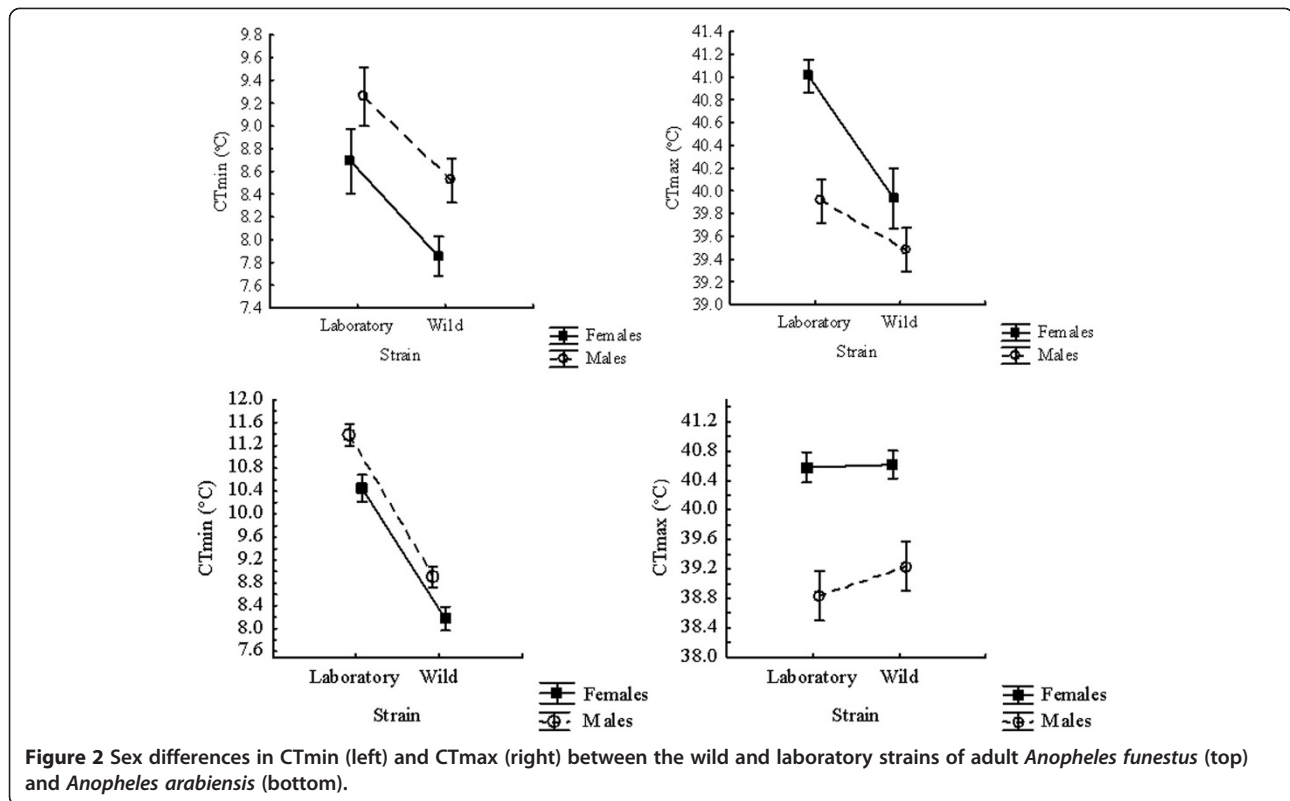 9.8
9.6
9.4
9.2
9.0
8.8
8.6
8.4
8.2
8.0
7.8
7.6
7.4
CTmin (°C)
Laboratory Wild
Strain
Females
Males
41.4
41.2
41.0
40.8
40.6
40.4
40.2
40.0
39.8
39.6
39.4
39.2
39.0
CTmax (°C)
Laboratory Wild
Strain
Females
Males
12.0
11.6
11.2
10.8
10.4
10.0
9.6
9.2
8.8
8.4
8.0
7.6
CTmin (°C)
Laboratory Wild
Strain
Females
Males
41.2
40.8
40.4
40.0
39.6
39.2
38.8
38.4
38.0
CTmax (°C)
Laboratory Wild
Strain
Females
Males
Figure 2 Sex differences in CTmin (left) and CTmax (right) between the wild and laboratory strains of adult Anopheles funestus (top)
and Anopheles arabiensis (bottom).